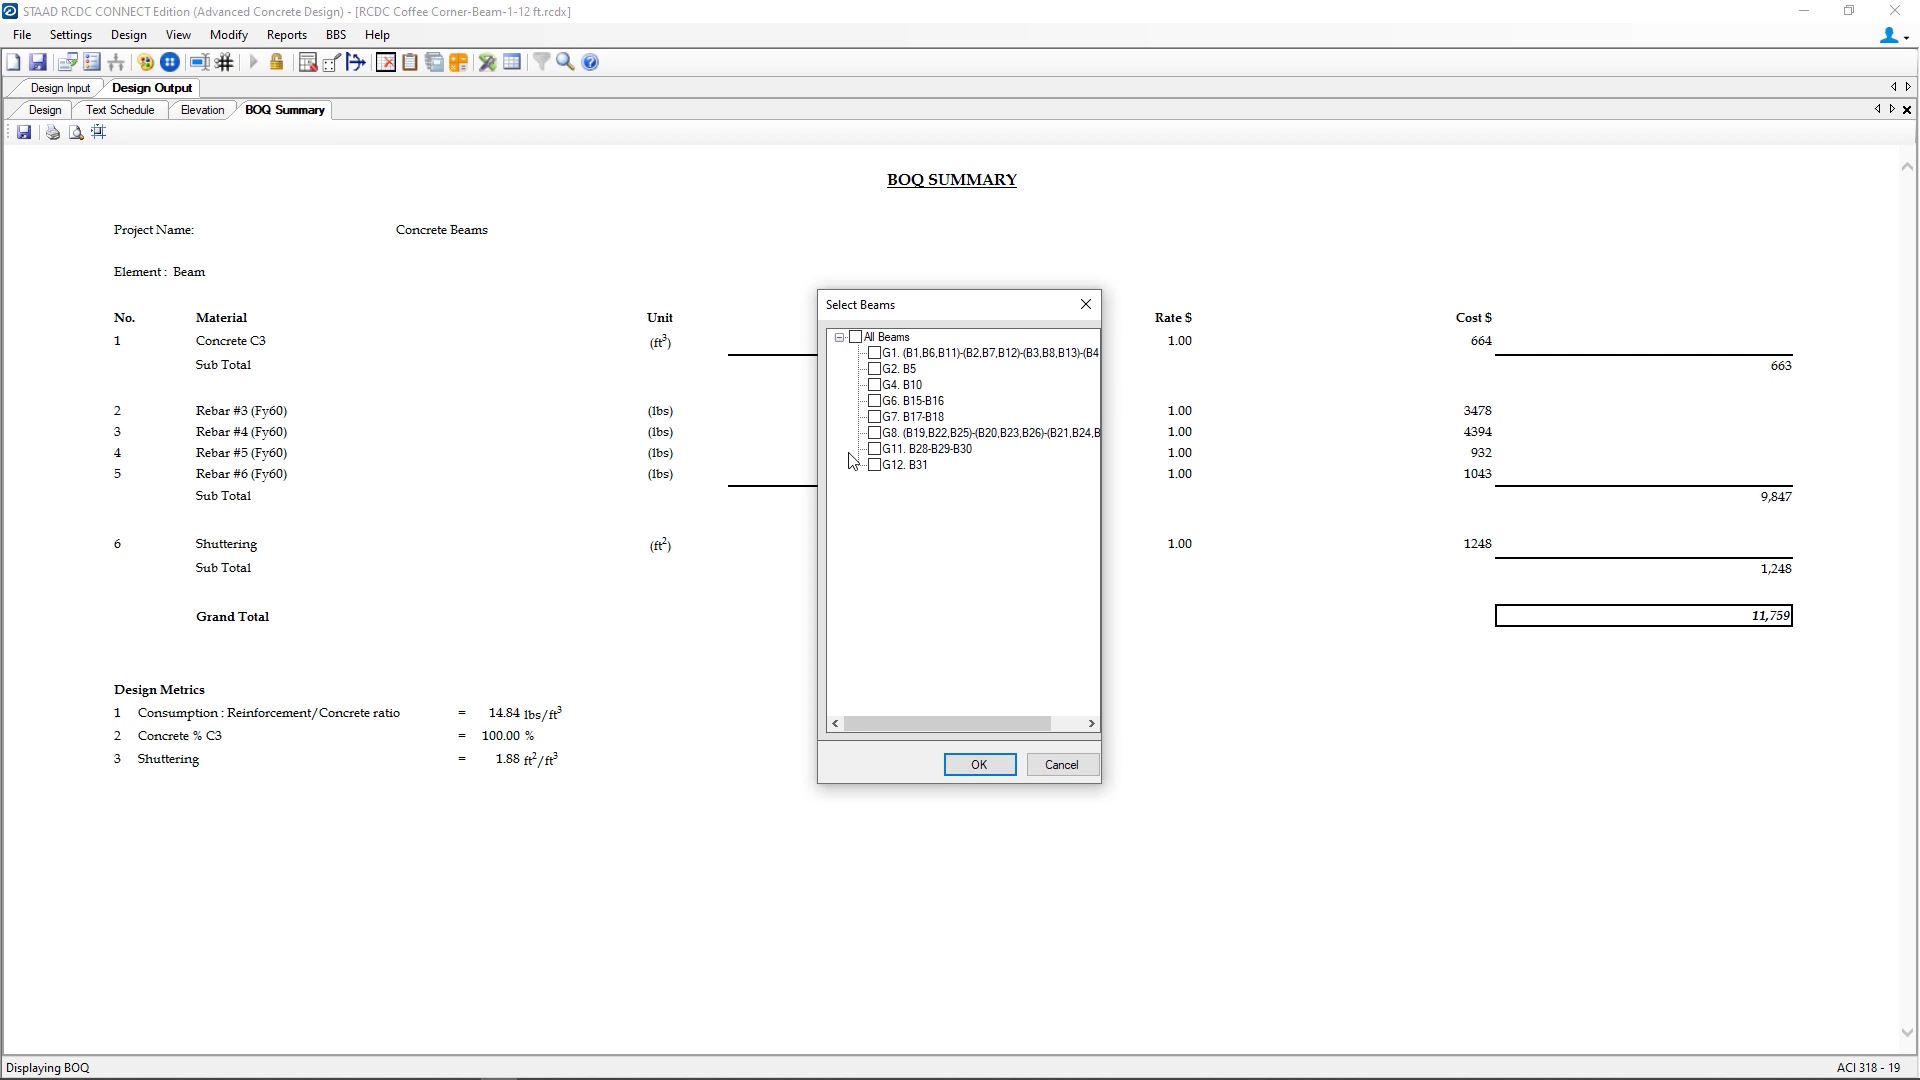 STAAD RCDC CONNECT Edition (Advanced Concrete Design) - [RCDC Coffee Corner-Beam-1-12 ft.rcdx]
File Settings Design View Modify Reports BBS Help
Design Input Design Output
Design Text Schedule Elevation BOQ Summary
BOQ SUMMARY
Project Name: Concrete Beams
Element : Beam
No. Material Unit Rate $ Cost $
1 Concrete C3 (ft³) 1.00 664
Sub Total 663
2 Rebar #3 (Fy60) (lbs) 1.00 3478
3 Rebar #4 (Fy60) (lbs) 1.00 4394
4 Rebar #5 (Fy60) (lbs) 1.00 932
5 Rebar #6 (Fy60) (lbs) 1.00 1043
Sub Total 9,847
6 Shuttering (ft²) 1.00 1248
Sub Total 1,248
Grand Total 11,759
Design Metrics
1 Consumption : Reinforcement/Concrete ratio = 14.84 lbs/ft³
2 Concrete % C3 = 100.00 %
3 Shuttering = 1.88 ft²/ft³
Select Beams
All Beams
G1. (B1,B6,B11)-(B2,B7,B12)-(B3,B8,B13)-(B4
G2. B5
G4. B10
G6. B15-B16
G7. B17-B18
G8. (B19,B22,B25)-(B20,B23,B26)-(B21,B24,B
G11. B28-B29-B30
G12. B31
OK Cancel
Displaying BOQ ACI 318 - 19